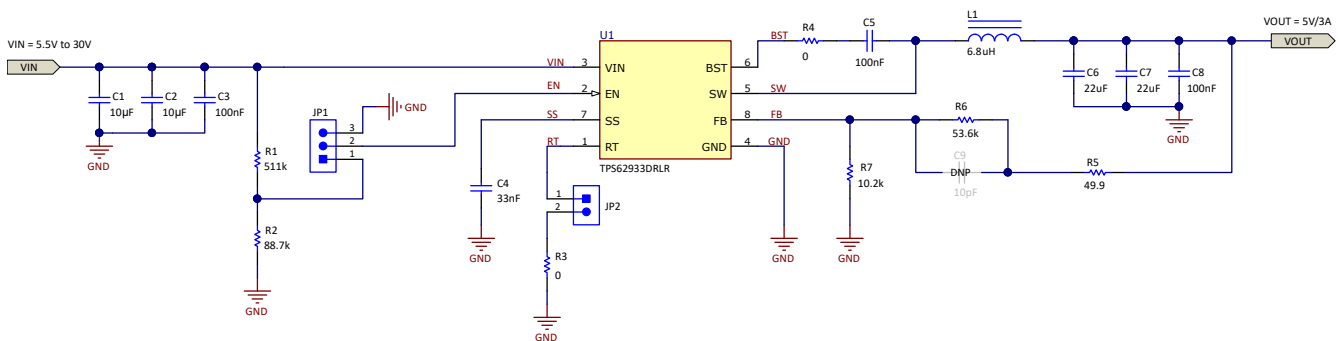 VIN = 5.5V to 30V
VIN
C1
10µF
C2
10µF
C3
100nF
GND
R1
511k
R2
88.7k
GND
JP1
3
2
1
GND
VIN
EN
SS
RT
3
2
7
1
U1
VIN
EN
SS
RT
BST
SW
FB
GND
TPS62933DRLR
6
5
8
4
BST
SW
FB
GND
C4
33nF
GND
1
2
JP2
R3
0
GND
R4
0
C5
100nF
L1
6.8uH
GND
R7
10.2k
GND
R6
53.6k
C9
DNP
10pF
R5
49.9
C6
22uF
C7
22uF
C8
100nF
GND
VOUT = 5V/3A
VOUT